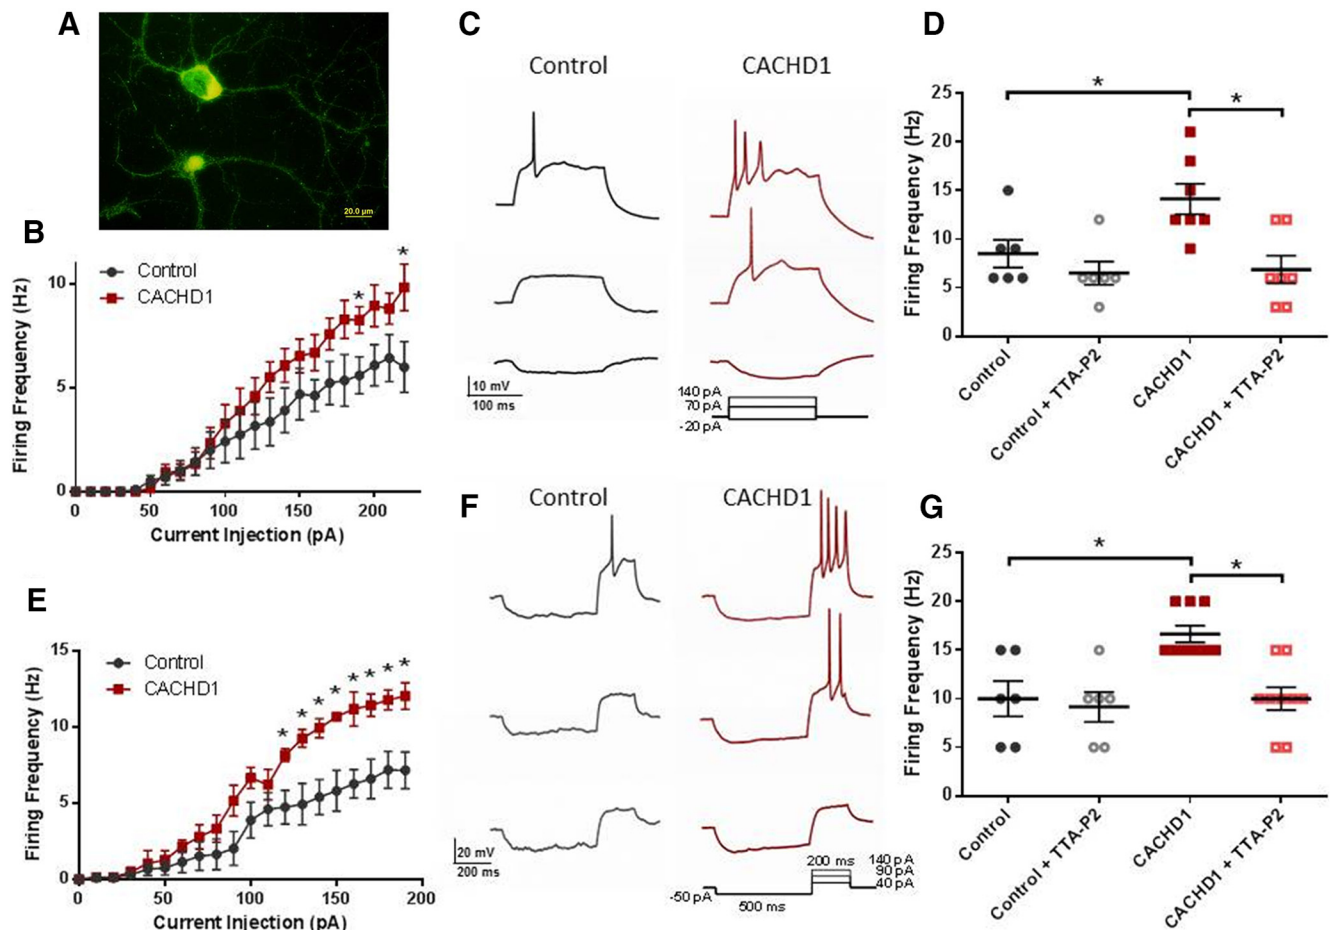 A
20.0 µm
B
Control
CACHD1
*
*
10
5
0
Firing Frequency (Hz)
0 50 100 150 200
Current Injection (pA)
C
Control CACHD1
10 mV
100 ms
140 pA
70 pA
-20 pA
D
*
*
25
20
15
10
5
0
Firing Frequency (Hz)
Control
Control + TTA-P2
CACHD1
CACHD1 + TTA-P2
E
Control
CACHD1
* * * * * * * *
15
10
5
0
Firing Frequency (Hz)
0 50 100 150 200
Current Injection (pA)
F
Control CACHD1
20 mV
200 ms
200 ms 140 pA
90 pA
40 pA
-50 pA
500 ms
G
*
*
25
20
15
10
5
0
Firing Frequency (Hz)
Control
Control + TTA-P2
CACHD1
CACHD1 + TTA-P2